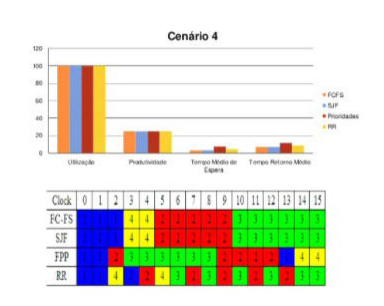 Cenário 4
120
100
80
60
40
20
0
Utilização Produtividade Tempo Médio de Espera Tempo Retorno Médio
FCFS
SJF
Prioridades
RR
Clock 0 1 2 3 4 5 6 7 8 9 10 11 12 13 14 15
FC-FS 4 4 2 2 2 2 2 3 3 3 3 3 3
SJF 4 4 2 2 2 2 2 3 3 3 3 3 3
FPP 2 3 3 3 3 3 3 2 2 2 2 4 4
RR 4 2 4 3 2 3 2 3 2 3 2 3 3